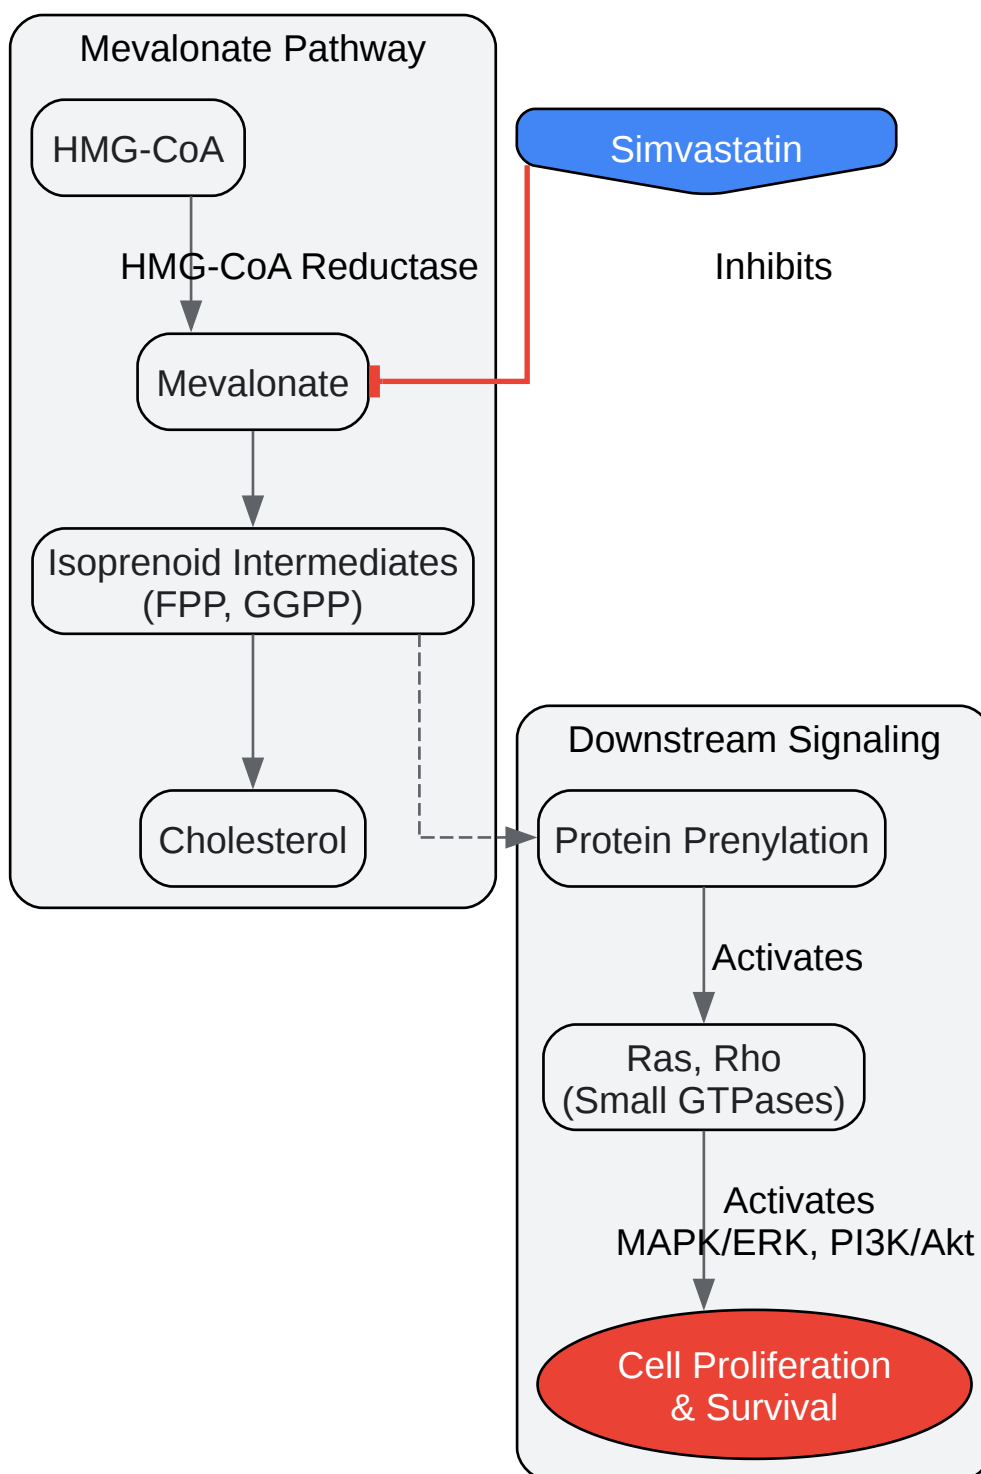 Mevalonate Pathway
HMG-CoA
Simvastatin
HMG-CoA Reductase
Inhibits
Mevalonate
Isoprenoid Intermediates
(FPP, GGPP)
Cholesterol
Downstream Signaling
Protein Prenylation
Activates
Ras, Rho
(Small GTPases)
Activates
MAPK/ERK, PI3K/Akt
Cell Proliferation
& Survival